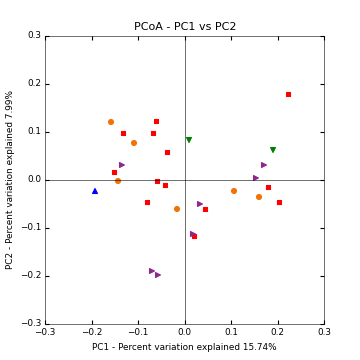 PCoA - PC1 vs PC2
0.3
0.2
0.1
0.0
−0.1
−0.2
−0.3
−0.3 −0.2 −0.1 0.0 0.1 0.2 0.3
PC2 - Percent variation explained 7.99%
PC1 - Percent variation explained 15.74%